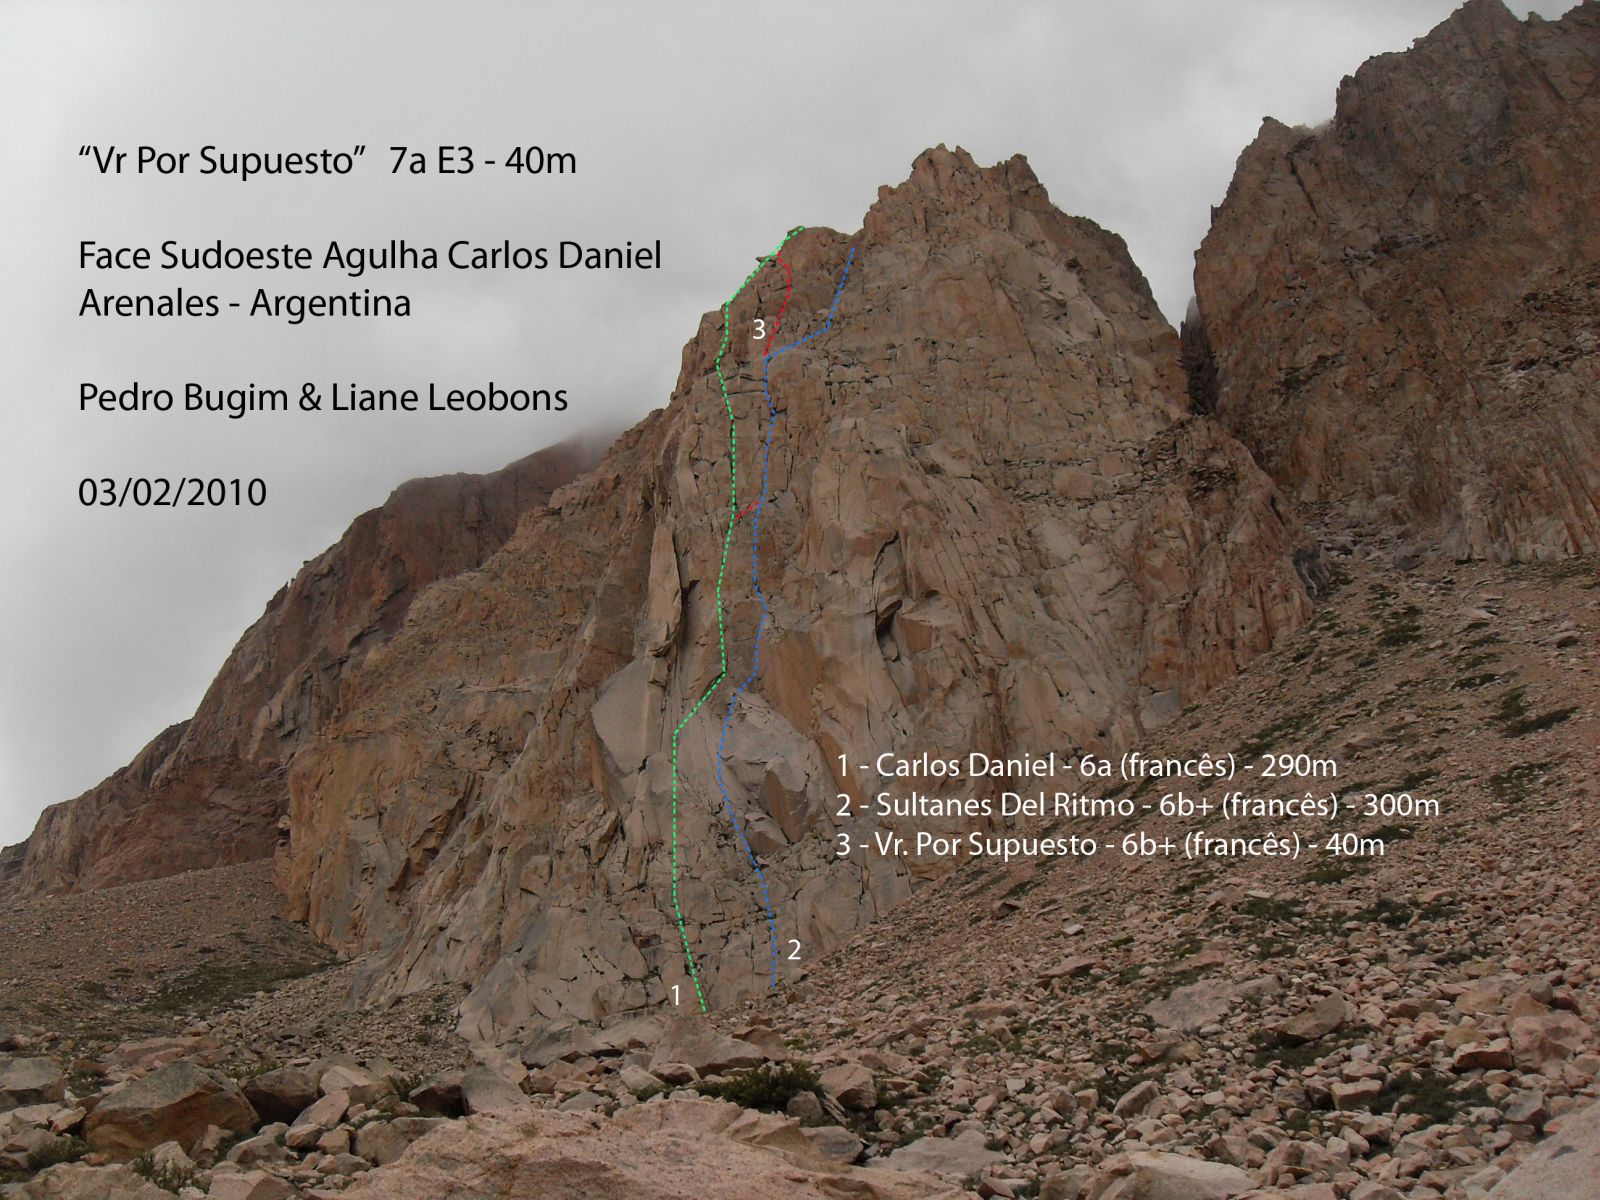 “Vr Por Supuesto” 7a E3 - 40m
Face Sudoeste Agulha Carlos Daniel
Arenales - Argentina
Pedro Bugim & Liane Leobons
03/02/2010
3
1 - Carlos Daniel - 6a (francês) - 290m
2 - Sultanes Del Ritmo - 6b+ (francês) - 300m
3 - Vr. Por Supuesto - 6b+ (francês) - 40m
2
1